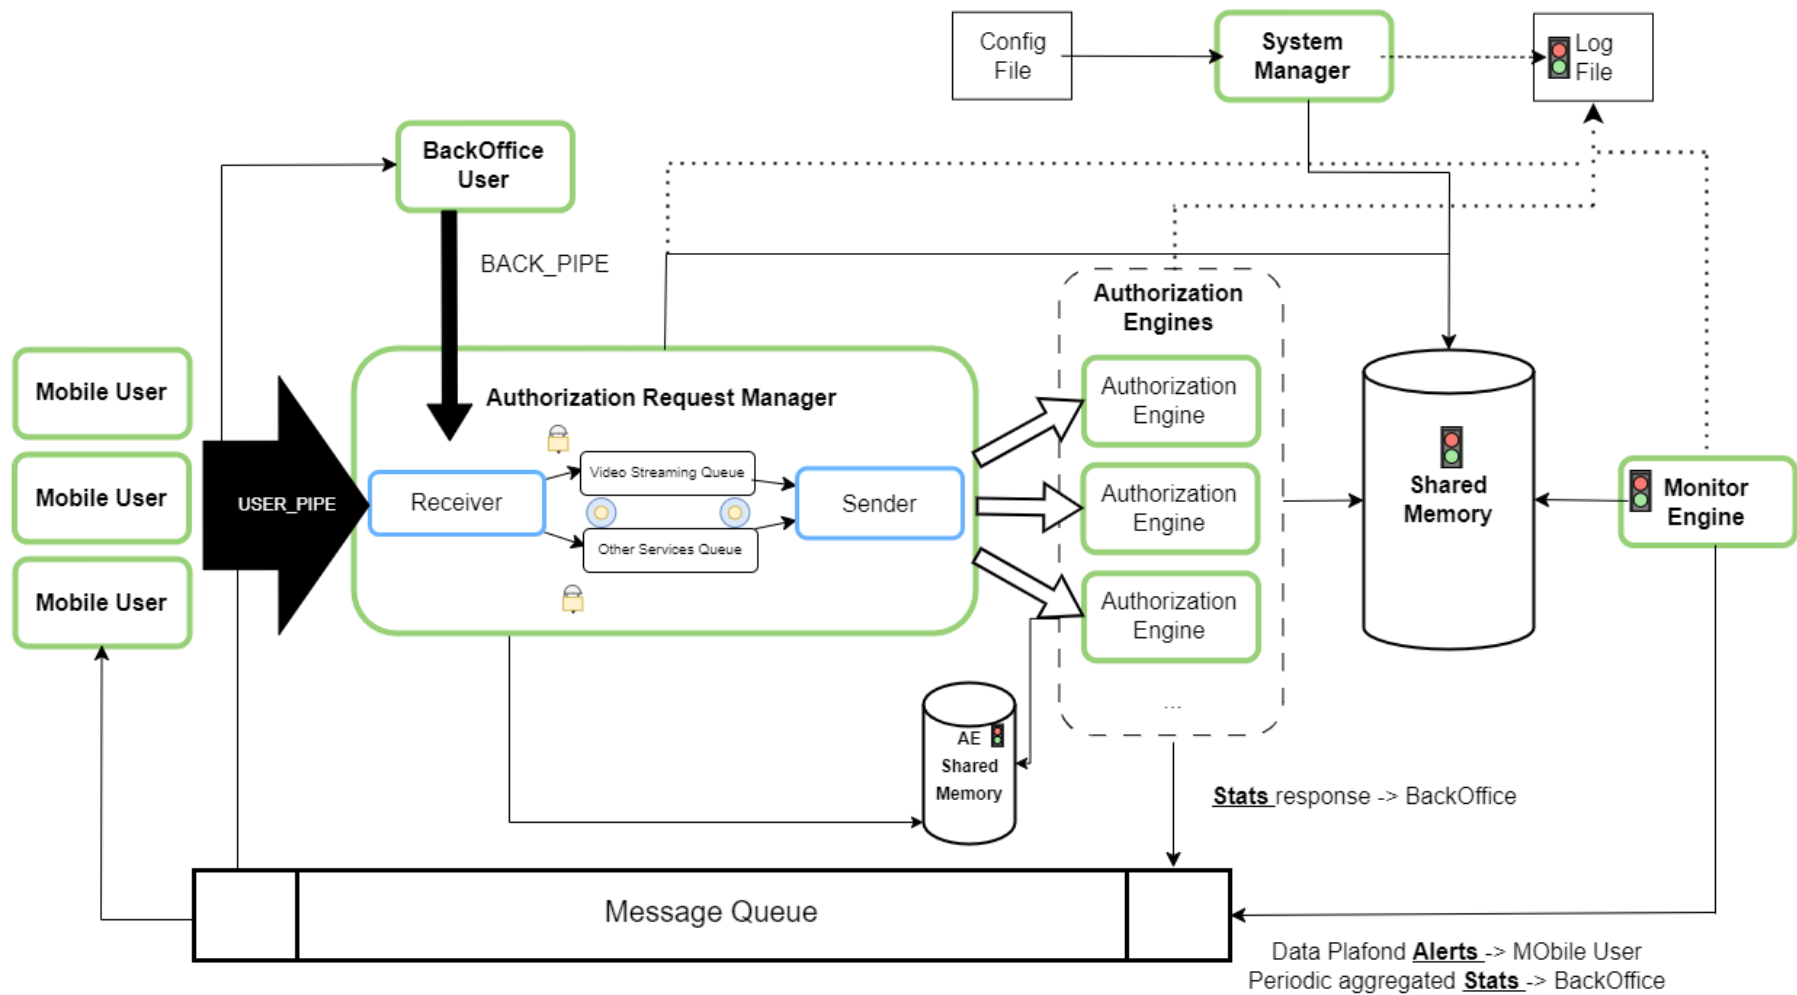 Config
File
System
Manager
Log
File
BackOffice
User
BACK_PIPE
Authorization
Engines
Mobile User
Mobile User
Mobile User
USER_PIPE
Authorization Request Manager
Receiver
Video Streaming Queue
Other Services Queue
Sender
Authorization
Engine
Authorization
Engine
Authorization
Engine
...
Shared
Memory
Monitor
Engine
AE
Shared
Memory
Stats response -> BackOffice
Message Queue
Data Plafond Alerts -> MObile User
Periodic aggregated Stats -> BackOffice